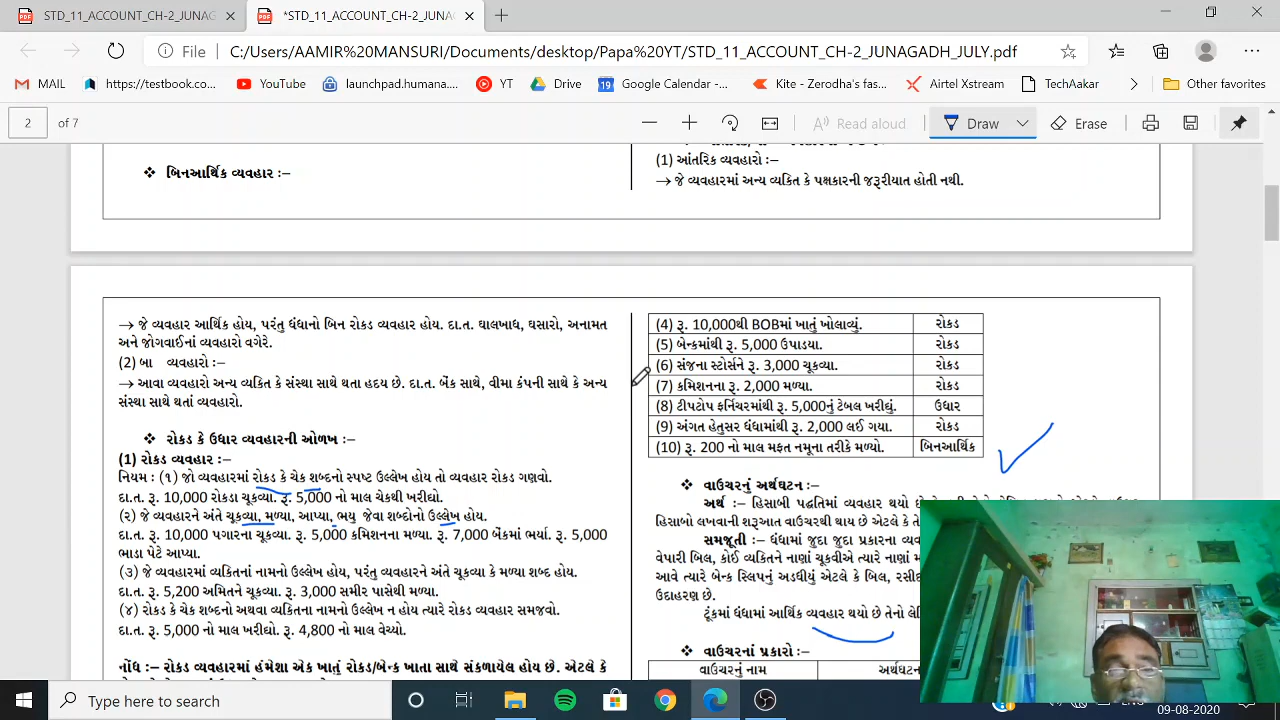 STD_11_ACCOUNT_CH-2_JUNAG
*STD_11_ACCOUNT_CH-2_JUNA
File C:/Users/AAMIR%20MANSURI/Documents/desktop/Papa%20YT/STD_11_ACCOUNT_CH-2_JUNAGADH_JULY.pdf
MAIL https://testbook.co... YouTube launchpad.humana... YT Drive Google Calendar -... Kite - Zerodha's fas... Airtel Xstream TechAakar Other favorites
2 of 7 Read aloud Draw Erase
❖ બિનઆર્થિક વ્યવહાર :–
(1) આંતરિક વ્યવહારો :–
→ જે વ્યવહારમાં અન્ય વ્યકિત કે પક્ષકારની જરૂરીયાત હોતી નથી.
→ જે વ્યવહાર આર્થિક હોય, પરંતુ ધંધાનો બિન રોકડ વ્યવહાર હોય. દા.ત. ઘાલખાધ, ઘસારો, અનામત
અને જોગવાઈનાં વ્યવહારો વગેરે.
(2) બા વ્યવહારો :–
→ આવા વ્યવહારો અન્ય વ્યકિત કે સંસ્થા સાથે થતા હદય છે. દા.ત. બેંક સાથે, વીમા કંપની સાથે કે અન્ય
સંસ્થા સાથે થતાં વ્યવહારો.
❖ રોકડ કે ઉધાર વ્યવહારની ઓળખ :–
(1) રોકડ વ્યવહાર :–
નિયમ : (૧) જો વ્યવહારમાં રોકડ કે ચેક શબ્દનો સ્પષ્ટ ઉલ્લેખ હોય તો વ્યવહાર રોકડ ગણવો.
દા.ત. રૂ. 10,000 રોકડા ચૂકવ્યા. રૂ. 5,000 નો માલ ચેકથી ખરીદ્યો.
(૨) જે વ્યવહારને અંતે ચૂકવ્યા, મળ્યા, આપ્યા, ભયુ જેવા શબ્દોનો ઉલ્લેખ હોય.
દા.ત. રૂ. 10,000 પગારના ચૂકવ્યા. રૂ. 5,000 કમિશનના મળ્યા. રૂ. 7,000 બેંકમાં ભર્યા. રૂ. 5,000
ભાડા પેટે આપ્યા.
(૩) જે વ્યવહારમાં વ્યકિતનાં નામનો ઉલ્લેખ હોય, પરંતુ વ્યવહારને અંતે ચૂકવ્યા કે મળ્યા શબ્દ હોય.
દા.ત. રૂ. 5,200 અમિતને ચૂકવ્યા. રૂ. 3,000 સમીર પાસેથી મળ્યા.
(૪) રોકડ કે ચેક શબ્દનો અથવા વ્યકિતના નામનો ઉલ્લેખ ન હોય ત્યારે રોકડ વ્યવહાર સમજવો.
દા.ત. રૂ. 5,000 નો માલ ખરીદ્યો. રૂ. 4,800 નો માલ વેચ્યો.
નોંધ :– રોકડ વ્યવહારમાં હંમેશા એક ખાતું રોકડ/બેન્ક ખાતા સાથે સંકળાયેલ હોય છે. એટલે કે
(4) રૂ. 10,000થી BOBમાં ખાતું ખોલાવ્યું. રોકડ
(5) બેન્કમાંથી રૂ. 5,000 ઉપાડયા. રોકડ
(6) સંજના સ્ટોર્સને રૂ. 3,000 ચૂકવ્યા. રોકડ
(7) કમિશનના રૂ. 2,000 મળ્યા. રોકડ
(8) ટીપટોપ ફર્નિચરમાંથી રૂ. 5,000નું ટેબલ ખરીદ્યું. ઉધાર
(9) અંગત હેતુસર ધંધામાંથી રૂ. 2,000 લઈ ગયા. રોકડ
(10) રૂ. 200 નો માલ મફત નમૂના તરીકે મળ્યો. બિનઆર્થિક
❖ વાઉચરનું અર્થઘટન :–
અર્થ :– હિસાબી પદ્ધતિમાં વ્યવહાર થયો
હિસાબો લખવાની શરૂઆત વાઉચરથી થાય છે એટલે કે
સમજૂતી :– ધંધામાં જુદા જુદા પ્રકારના
વેપારી બિલ, કોઈ વ્યકિતને નાણાં ચૂકવીએ ત્યારે નાણાં
આવે ત્યારે બેન્ક સ્લિપનું અડધીયું એટલે કે બિલ,
ઉદાહરણ છે.
ટૂંકમાં ધંધામાં આર્થિક વ્યવહાર થયો છે તેનો
❖ વાઉચરનાં પ્રકારો :–
વાઉચરનું નામ અર્થઘટન
Type here to search
09-08-2020